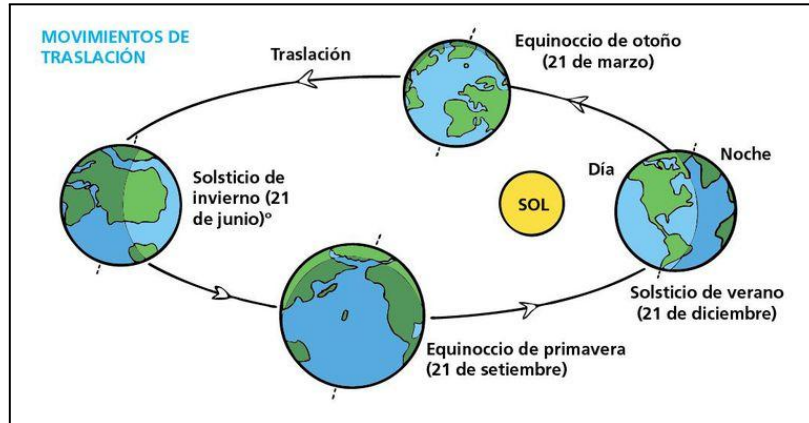 MOVIMIENTOS DE
TRASLACIÓN
Traslación
Equinoccio de otoño
(21 de marzo)
Noche
Día
SOL
Solsticio de
invierno (21
de junio)º
Solsticio de verano
(21 de diciembre)
Equinoccio de primavera
(21 de setiembre)